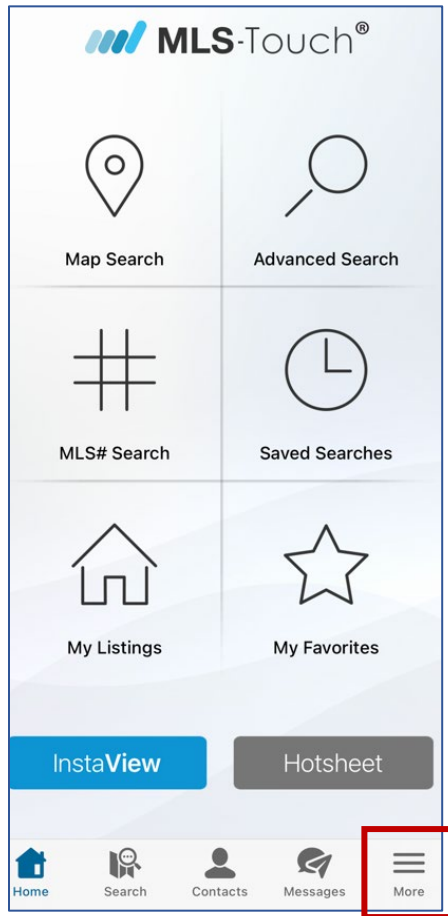 MLS-Touch®
Map Search
Advanced Search
MLS# Search
Saved Searches
My Listings
My Favorites
InstaView
Hotsheet
Home
Search
Contacts
Messages
More